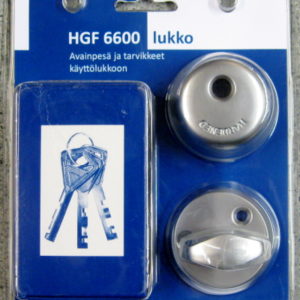 HGF 6600 lukko
Avainpesä ja tarvikkeet
käyttölukkoon